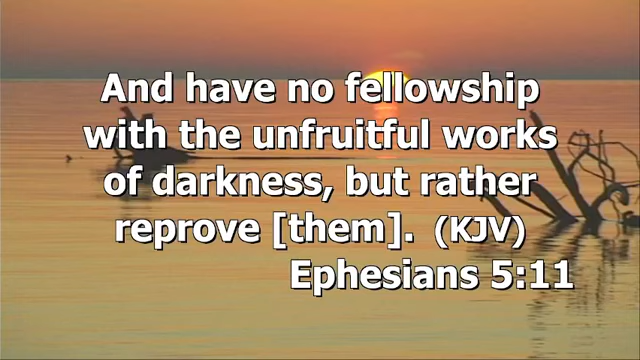 And have no fellowship
with the unfruitful works
of darkness, but rather
reprove [them]. (KJV)
Ephesians 5:11